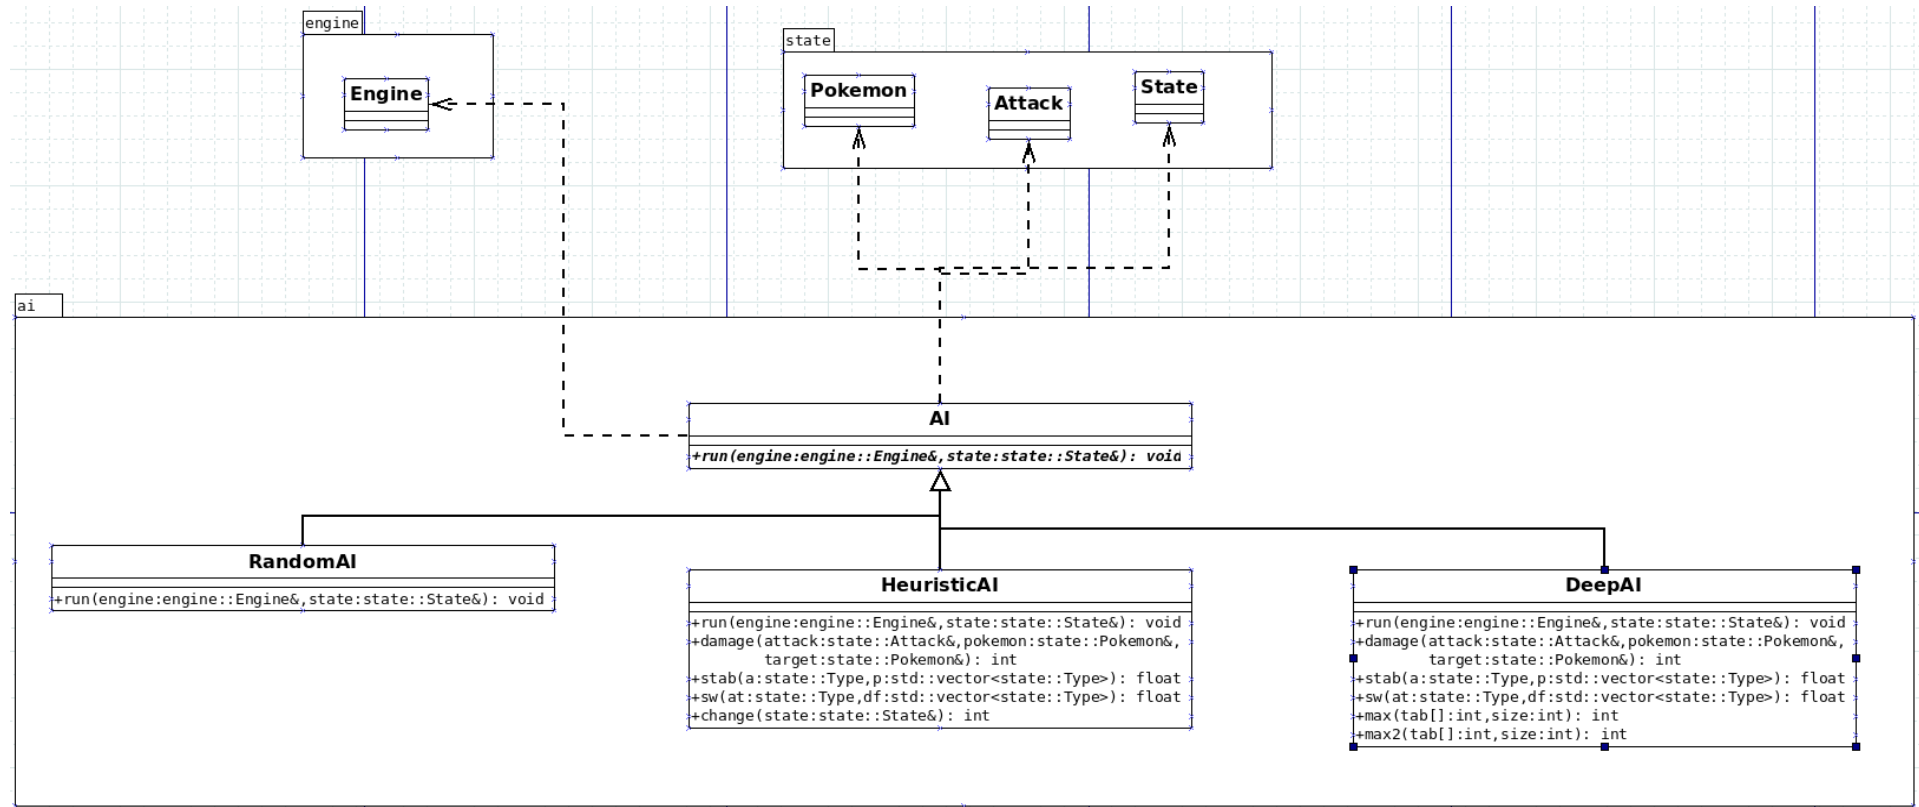 engine
Engine
state
Pokemon
Attack
State
ai
AI
+run(engine:engine::Engine&,state:state::State&): void
RandomAI
+run(engine:engine::Engine&,state:state::State&): void
HeuristicAI
+run(engine:engine::Engine&,state:state::State&): void
+damage(attack:state::Attack&,pokemon:state::Pokemon&,
target:state::Pokemon&): int
+stab(a:state::Type,p:std::vector<state::Type>): float
+sw(at:state::Type,df:std::vector<state::Type>): float
+change(state:state::State&): int
DeepAI
+run(engine:engine::Engine&,state:state::State&): void
+damage(attack:state::Attack&,pokemon:state::Pokemon&,
target:state::Pokemon&): int
+stab(a:state::Type,p:std::vector<state::Type>): float
+sw(at:state::Type,df:std::vector<state::Type>): float
+max(tab[]:int,size:int): int
+max2(tab[]:int,size:int): int